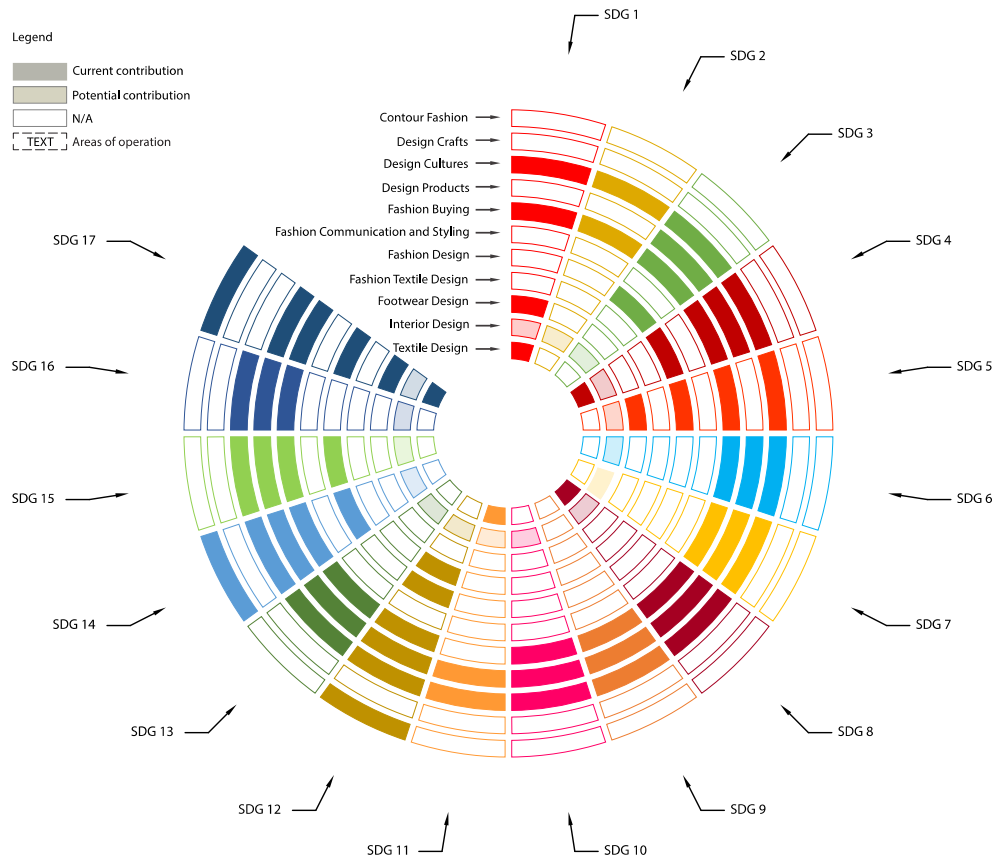 Legend
Current contribution
Potential contribution
N/A
TEXT Areas of operation
Contour Fashion
Design Crafts
Design Cultures
Design Products
Fashion Buying
Fashion Communication and Styling
Fashion Design
Fashion Textile Design
Footwear Design
Interior Design
Textile Design
SDG 1
SDG 2
SDG 3
SDG 4
SDG 5
SDG 6
SDG 7
SDG 8
SDG 9
SDG 10
SDG 11
SDG 12
SDG 13
SDG 14
SDG 15
SDG 16
SDG 17